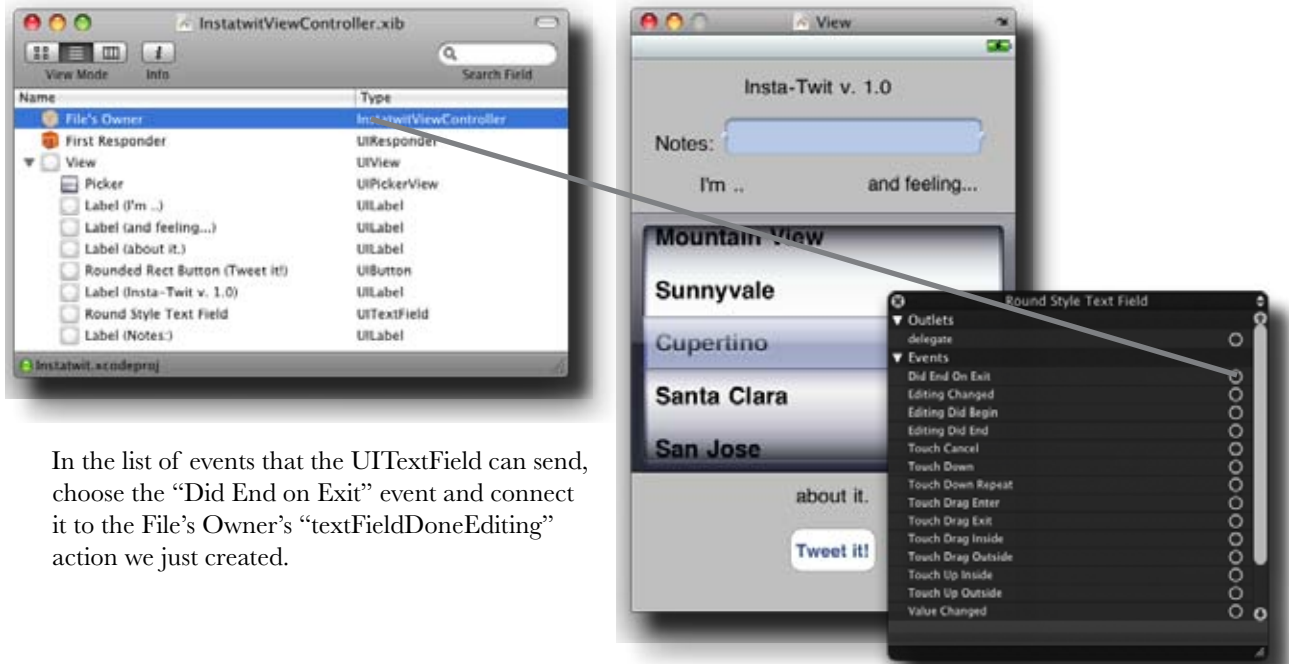 InstatwitViewController.xib
View Mode Info Search Field
Name Type
File's Owner InstatwitViewController
First Responder UIResponder
View UIView
Picker UIPickerView
Label (I'm ..) UILabel
Label (and feeling...) UILabel
Label (about it.) UILabel
Rounded Rect Button (Tweet it!) UIButton
Label (Insta-Twit v. 1.0) UILabel
Round Style Text Field UITextField
Label (Notes:) UILabel
Instatwit.xcodeproj
In the list of events that the UITextField can send,
choose the “Did End on Exit” event and connect
it to the File’s Owner’s “textFieldDoneEditing”
action we just created.
View
Insta-Twit v. 1.0
Notes:
I'm .. and feeling...
Mountain View
Sunnyvale
Cupertino
Santa Clara
San Jose
about it.
Tweet it!
Round Style Text Field
Outlets
delegate
Events
Did End On Exit
Editing Changed
Editing Did Begin
Editing Did End
Touch Cancel
Touch Down
Touch Down Repeat
Touch Drag Enter
Touch Drag Exit
Touch Drag Inside
Touch Drag Outside
Touch Up Inside
Touch Up Outside
Value Changed